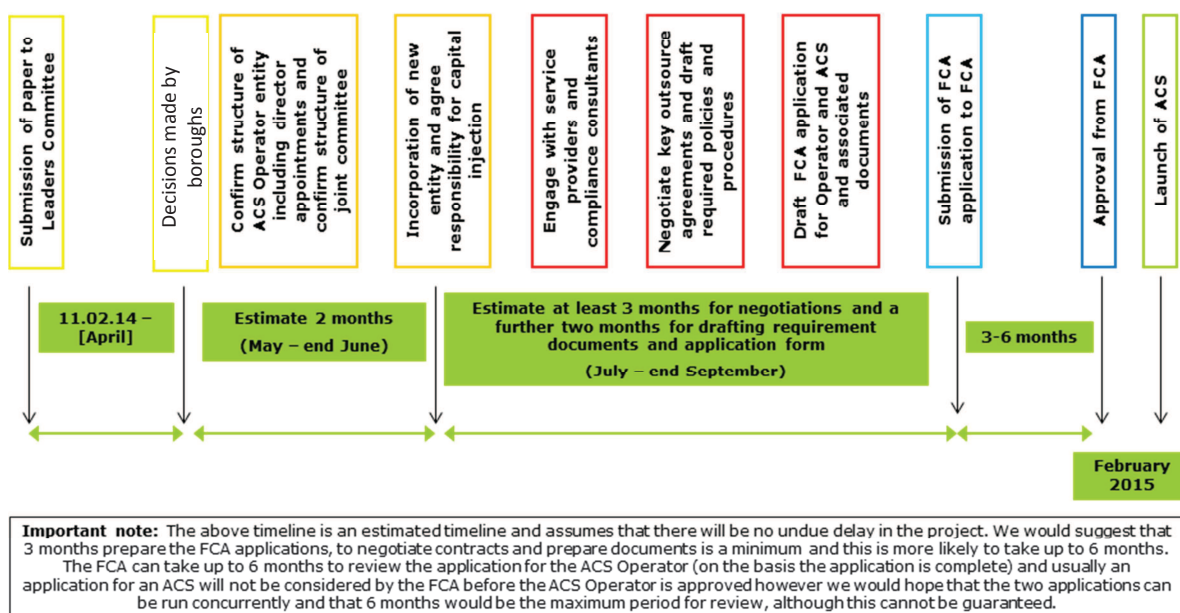 Submission of paper to
Leaders Committee
Decisions made by
boroughs
Confirm structure of
ACS Operator entity
including director
appointments and
confirm structure of
joint committee
Incorporation of new
entity and agree
responsibility for capital
injection
Engage with service
providers and
compliance consultants
Negotiate key outsource
agreements and draft
required policies and
procedures
Draft FCA application
for Operator and ACS
and associated
documents
Submission of FCA
application to FCA
Approval from FCA
Launch of ACS
11.02.14 –
[April]
Estimate 2 months
(May – end June)
Estimate at least 3 months for negotiations and a
further two months for drafting requirement
documents and application form
(July – end September)
3-6 months
February
2015
Important note: The above timeline is an estimated timeline and assumes that there will be no undue delay in the project. We would suggest that
3 months prepare the FCA applications, to negotiate contracts and prepare documents is a minimum and this is more likely to take up to 6 months.
The FCA can take up to 6 months to review the application for the ACS Operator (on the basis the application is complete) and usually an
application for an ACS will not be considered by the FCA before the ACS Operator is approved however we would hope that the two applications can
be run concurrently and that 6 months would be the maximum period for review, although this cannot be guaranteed.